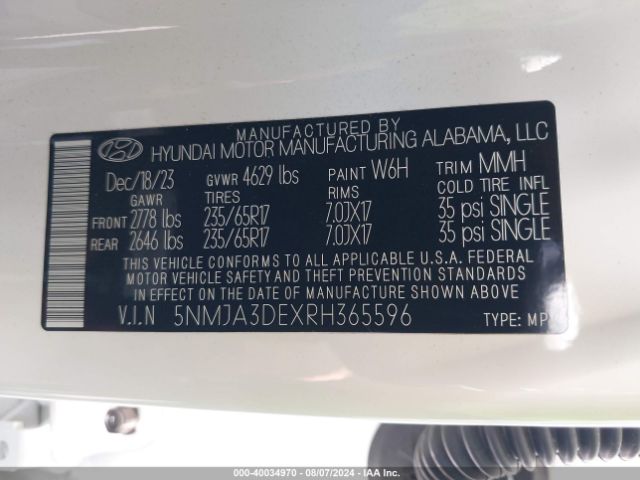 MANUFACTURED BY
HYUNDAI MOTOR MANUFACTURING ALABAMA, LLC
Dec/18/23 GVWR 4629 lbs PAINT W6H TRIM MMH
GAWR TIRES RIMS COLD TIRE INFL
FRONT 2778 lbs 235/65R17 7.0JX17 35 psi SINGLE
REAR 2646 lbs 235/65R17 7.0JX17 35 psi SINGLE
THIS VEHICLE CONFORMS TO ALL APPLICABLE U.S.A. FEDERAL
MOTOR VEHICLE SAFETY AND THEFT PREVENTION STANDARDS
IN EFFECT ON THE DATE OF MANUFACTURE SHOWN ABOVE.
V.I.N 5NMJA3DEXRH365596 TYPE: MP
000-40034970 - 08/07/2024 - IAA Inc.